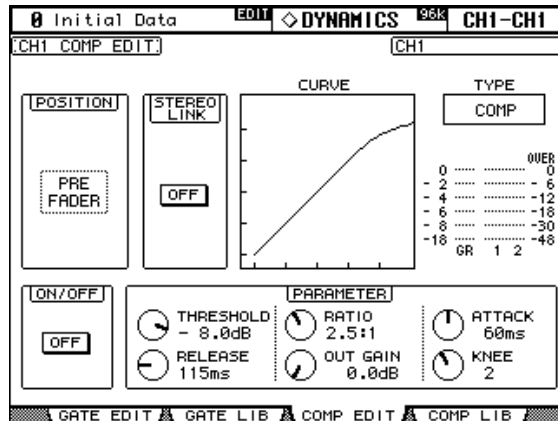 0 Initial Data EDIT ◇DYNAMICS 96K CH1-CH1
CH1 COMP EDIT CH1
POSITION
PRE
FADER
STEREO
LINK
OFF
CURVE
TYPE
COMP
OVER
0 0
- 2 - 6
- 4 -12
- 6 -18
- 8 -30
-18 -48
GR 1 2
ON/OFF
OFF
PARAMETER
THRESHOLD
- 8.0dB
RATIO
2.5:1
ATTACK
60ms
RELEASE
115ms
OUT GAIN
0.0dB
KNEE
2
GATE EDIT GATE LIB COMP EDIT COMP LIB